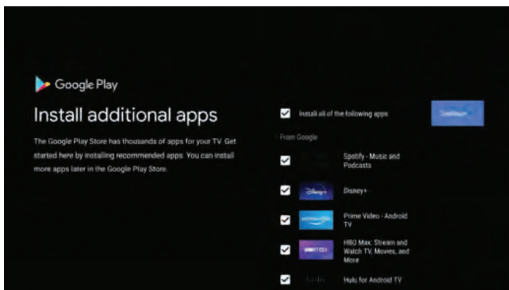 Google Play
Install additional apps
The Google Play Store has thousands of apps for your TV. Get
started here by installing recommended apps. You can install
more apps later in the Google Play Store.
Install all of the following apps
Continue
From Google
Spotify - Music and
Podcasts
Disney+
Disney+
Prime Video - Android
TV
HBO Max: Stream and
Watch TV, Movies, and
More
hulu
Hulu for Android TV